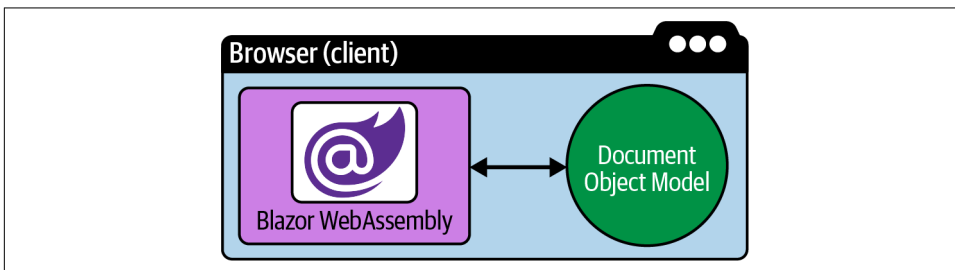 Browser (client)
@
Blazor WebAssembly
Document
Object Model